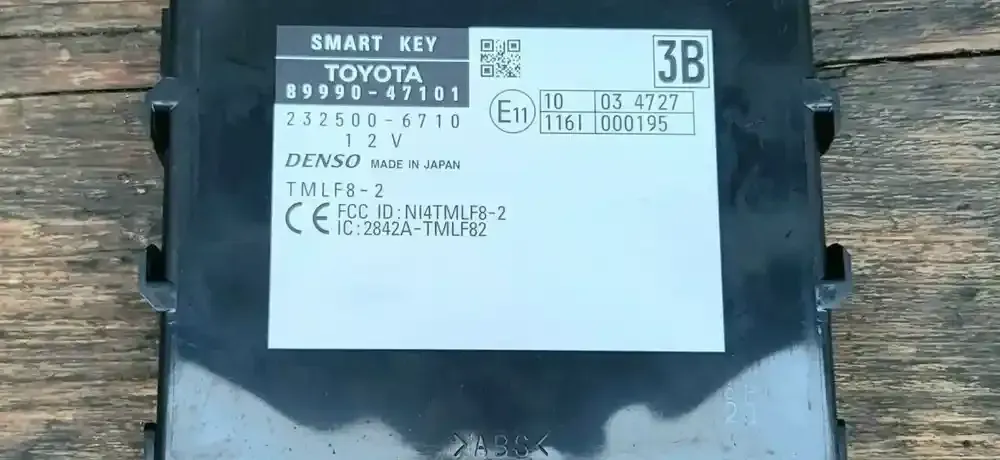 SMART KEY
TOYOTA
89990-47101
232500-6710
12V
DENSO MADE IN JAPAN
TMLF8-2
CE FCC ID:NI4TMLF8-2
IC:2842A-TMLF82
3B
E11
10 03 4727
116I 000195
>ABS<